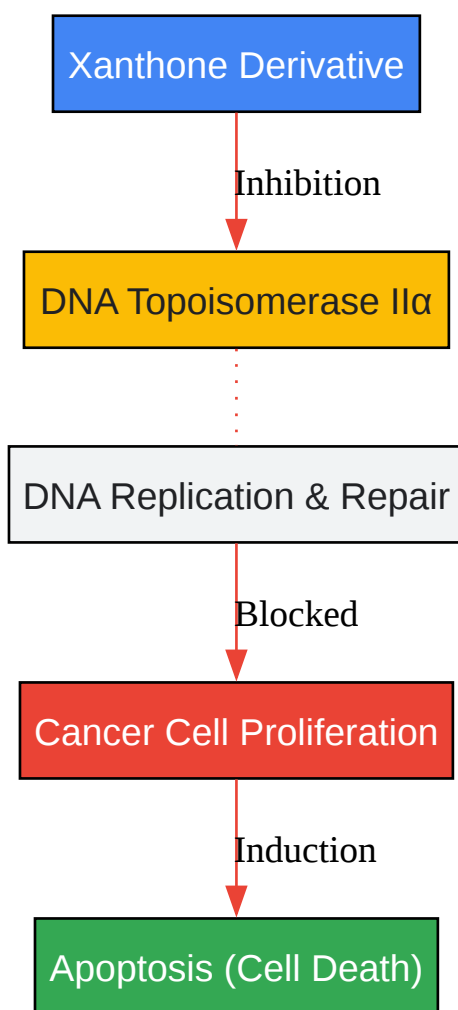 Xanthone Derivative
Inhibition
DNA Topoisomerase IIα
DNA Replication & Repair
Blocked
Cancer Cell Proliferation
Induction
Apoptosis (Cell Death)